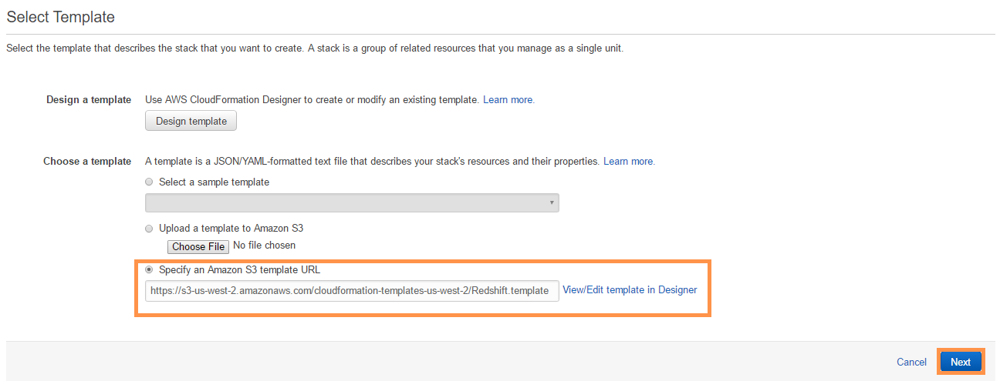 Select Template
Select the template that describes the stack that you want to create. A stack is a group of related resources that you manage as a single unit.
Design a template Use AWS CloudFormation Designer to create or modify an existing template. Learn more.
Design template
Choose a template A template is a JSON/YAML-formatted text file that describes your stack's resources and their properties. Learn more.
Select a sample template
Upload a template to Amazon S3
Choose File No file chosen
Specify an Amazon S3 template URL
https://s3-us-west-2.amazonaws.com/cloudformation-templates-us-west-2/Redshift.template View/Edit template in Designer
Cancel Next